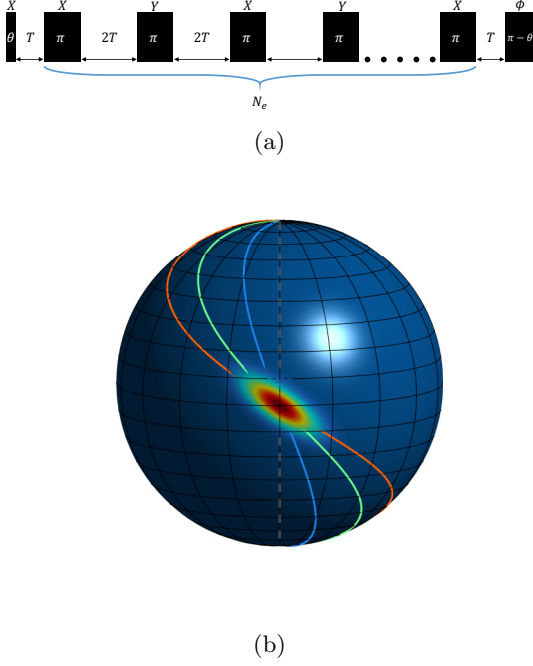 X X Y X Y X Φ
θ T π 2T π 2T π π π T π − θ
N_e
(a)
(b)